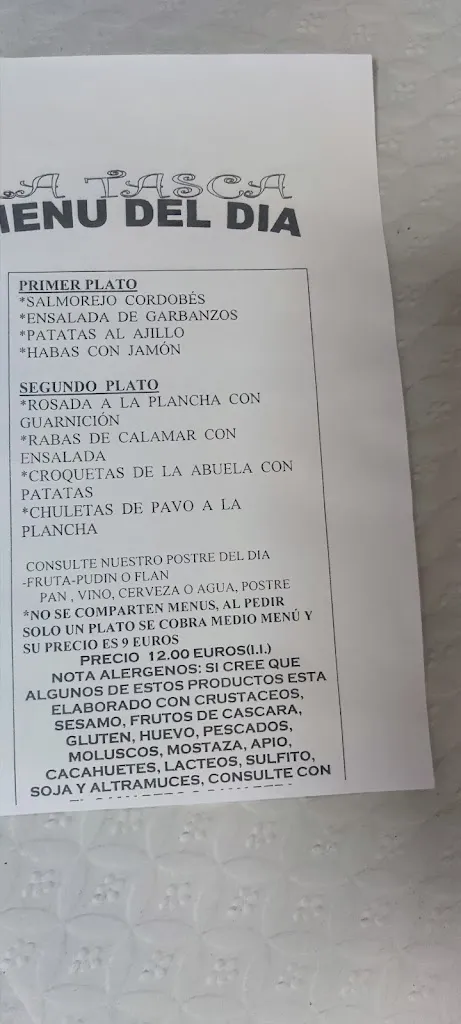 LA TASCA
MENU DEL DIA
PRIMER PLATO
*SALMOREJO CORDOBÉS
*ENSALADA DE GARBANZOS
*PATATAS AL AJILLO
*HABAS CON JAMÓN
SEGUNDO PLATO
*ROSADA A LA PLANCHA CON
GUARNICIÓN
*RABAS DE CALAMAR CON
ENSALADA
*CROQUETAS DE LA ABUELA CON
PATATAS
*CHULETAS DE PAVO A LA
PLANCHA
CONSULTE NUESTRO POSTRE DEL DIA
-FRUTA-PUDIN O FLAN
PAN , VINO, CERVEZA O AGUA, POSTRE
*NO SE COMPARTEN MENUS, AL PEDIR
SOLO UN PLATO SE COBRA MEDIO MENÚ Y
SU PRECIO ES 9 EUROS
PRECIO 12.00 EUROS(I.I.)
NOTA ALERGENOS: SI CREE QUE
ALGUNOS DE ESTOS PRODUCTOS ESTA
ELABORADO CON CRUSTACEOS,
SESAMO, FRUTOS DE CASCARA,
GLUTEN, HUEVO, PESCADOS,
MOLUSCOS, MOSTAZA, APIO,
CACAHUETES, LACTEOS, SULFITO,
SOJA Y ALTRAMUCES, CONSULTE CON